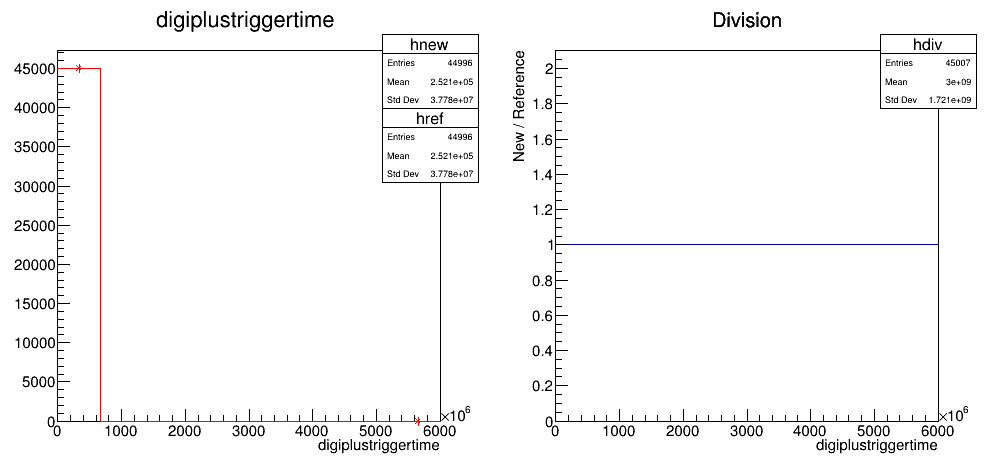 digiplustriggertime
hnew
Entries 44996
Mean 2.521e+05
Std Dev 3.778e+07
href
Entries 44996
Mean 2.521e+05
Std Dev 3.778e+07
45000
40000
35000
30000
25000
20000
15000
10000
5000
0
0 1000 2000 3000 4000 5000 6000
×10^6
digiplustriggertime
Division
hdiv
Entries 45007
Mean 3e+09
Std Dev 1.721e+09
New / Reference
2
1.8
1.6
1.4
1.2
1
0.8
0.6
0.4
0.2
0
0 1000 2000 3000 4000 5000 6000
×10^6
digiplustriggertime